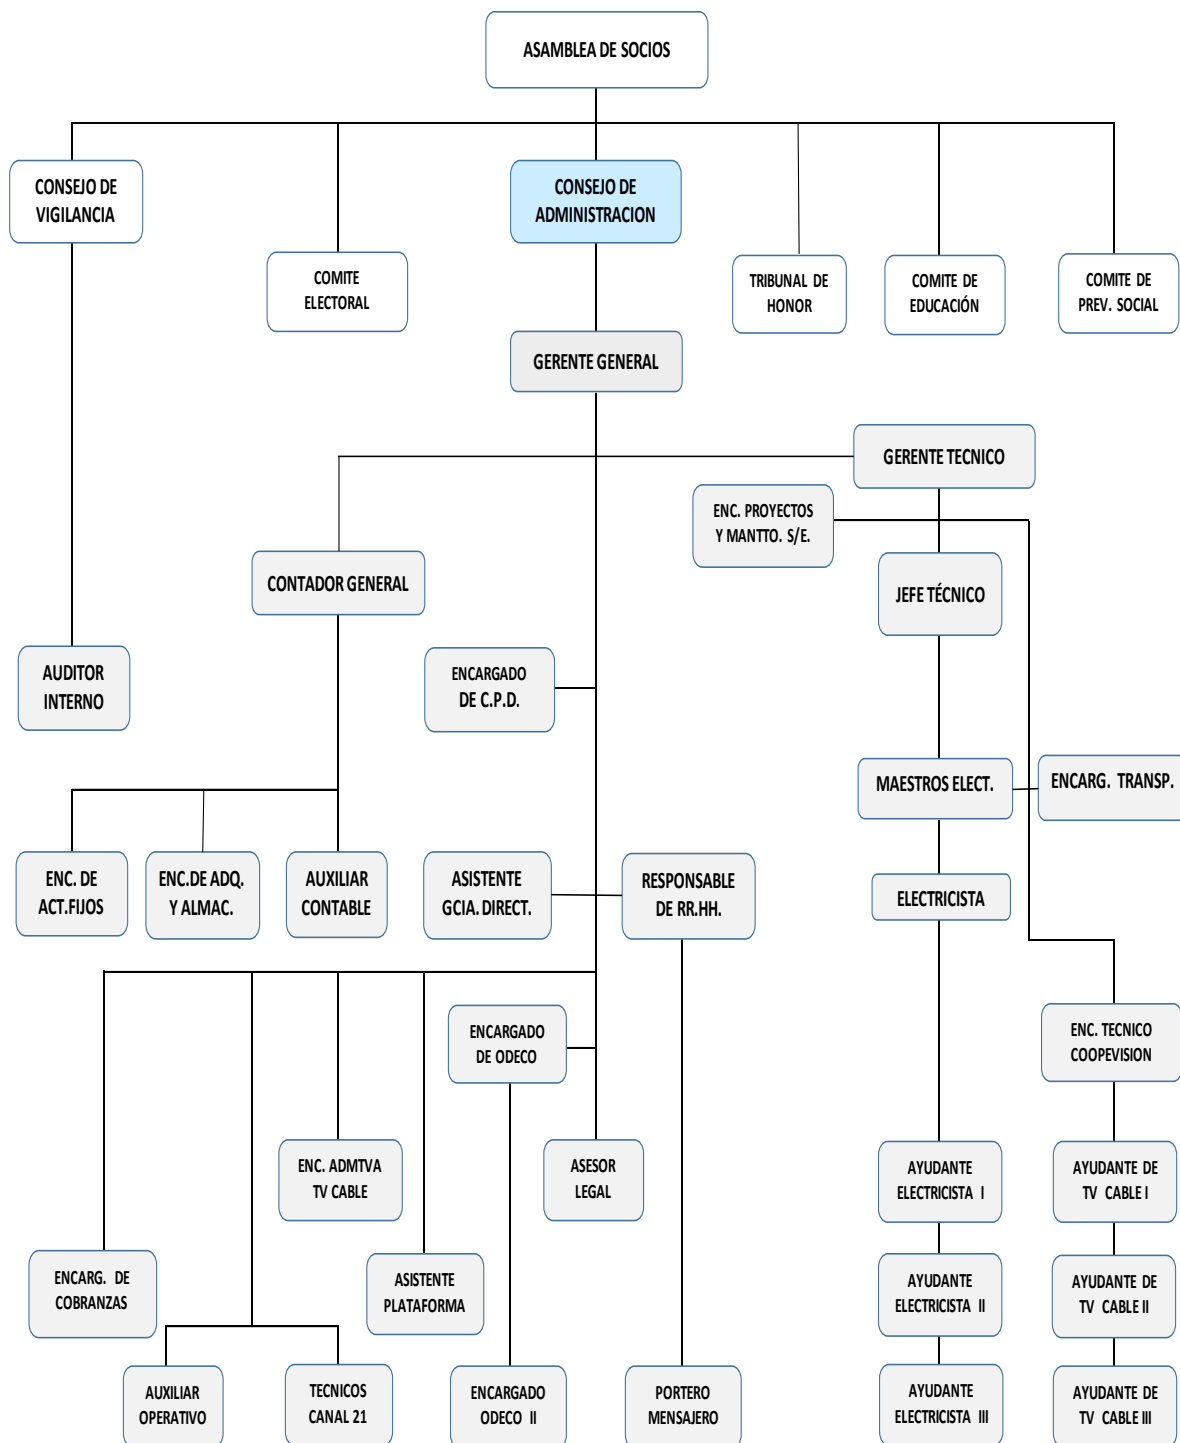 ASAMBLEA DE SOCIOS
CONSEJO DE
VIGILANCIA
CONSEJO DE
ADMINISTRACION
COMITE
ELECTORAL
TRIBUNAL DE
HONOR
COMITE DE
EDUCACIÓN
COMITE DE
PREV. SOCIAL
GERENTE GENERAL
GERENTE TECNICO
ENC. PROYECTOS
Y MANTTO. S/E.
CONTADOR GENERAL
JEFE TÉCNICO
AUDITOR
INTERNO
ENCARGADO
DE C.P.D.
MAESTROS ELECT.
ENCARG. TRANSP.
ENC. DE
ACT.FIJOS
ENC.DE ADQ.
Y ALMAC.
AUXILIAR
CONTABLE
ASISTENTE
GCIA. DIRECT.
RESPONSABLE
DE RR.HH.
ELECTRICISTA
ENCARGADO
DE ODECO
ENC. TECNICO
COOPEVISION
ENC. ADMTVA
TV CABLE
ASESOR
LEGAL
AYUDANTE
ELECTRICISTA I
AYUDANTE DE
TV CABLE I
ENCARG. DE
COBRANZAS
ASISTENTE
PLATAFORMA
AYUDANTE
ELECTRICISTA II
AYUDANTE DE
TV CABLE II
AUXILIAR
OPERATIVO
TECNICOS
CANAL 21
ENCARGADO
ODECO II
PORTERO
MENSAJERO
AYUDANTE
ELECTRICISTA III
AYUDANTE DE
TV CABLE III